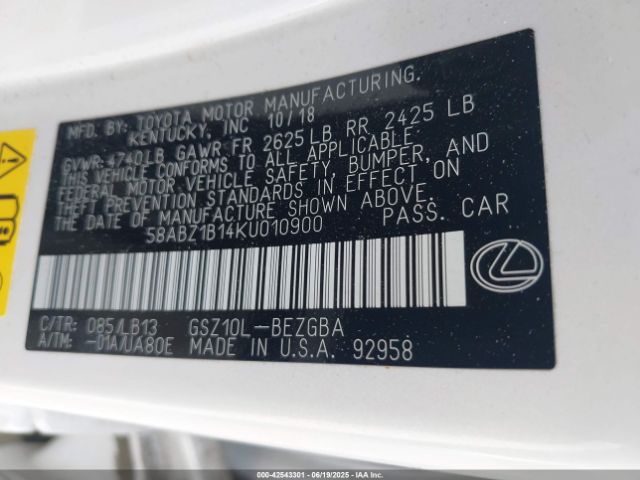 MFD. BY: TOYOTA MOTOR MANUFACTURING.
KENTUCKY, INC 10/18
GVWR: 4740LB GAWR FR 2625 LB RR 2425 LB
THIS VEHICLE CONFORMS TO ALL APPLICABLE
FEDERAL MOTOR VEHICLE SAFETY, BUMPER, AND
THEFT PREVENTION STANDARDS IN EFFECT ON
THE DATE OF MANUFACTURE SHOWN ABOVE.
58ABZ1B14KU010900 PASS. CAR
C/TR: 085/LB13 GSZ10L-BEZGBA
A/TM: -01A/UA80E MADE IN U.S.A. 92958
000-42543301 - 06/19/2025 - IAA Inc.